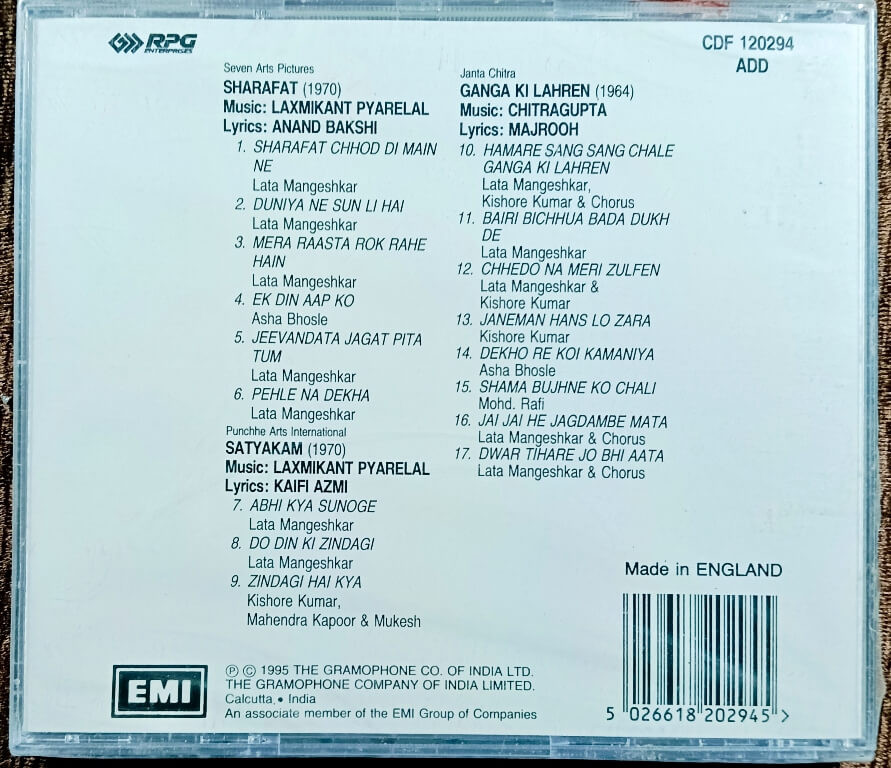 RPG
ENTERPRISES
CDF 120294
ADD
Seven Arts Pictures
SHARAFAT (1970)
Music: LAXMIKANT PYARELAL
Lyrics: ANAND BAKSHI
1. SHARAFAT CHHOD DI MAIN
NE
Lata Mangeshkar
2. DUNIYA NE SUN LI HAI
Lata Mangeshkar
3. MERA RAASTA ROK RAHE
HAIN
Lata Mangeshkar
4. EK DIN AAP KO
Asha Bhosle
5. JEEVANDATA JAGAT PITA
TUM
Lata Mangeshkar
6. PEHLE NA DEKHA
Lata Mangeshkar
Punchhe Arts International
SATYAKAM (1970)
Music: LAXMIKANT PYARELAL
Lyrics: KAIFI AZMI
7. ABHI KYA SUNOGE
Lata Mangeshkar
8. DO DIN KI ZINDAGI
Lata Mangeshkar
9. ZINDAGI HAI KYA
Kishore Kumar,
Mahendra Kapoor & Mukesh
Janta Chitra
GANGA KI LAHREN (1964)
Music: CHITRAGUPTA
Lyrics: MAJROOH
10. HAMARE SANG SANG CHALE
GANGA KI LAHREN
Lata Mangeshkar,
Kishore Kumar & Chorus
11. BAIRI BICHHUA BADA DUKH
DE
Lata Mangeshkar
12. CHHEDO NA MERI ZULFEN
Lata Mangeshkar &
Kishore Kumar
13. JANEMAN HANS LO ZARA
Kishore Kumar
14. DEKHO RE KOI KAMANIYA
Asha Bhosle
15. SHAMA BUJHNE KO CHALI
Mohd. Rafi
16. JAI JAI HE JAGDAMBE MATA
Lata Mangeshkar & Chorus
17. DWAR TIHARE JO BHI AATA
Lata Mangeshkar & Chorus
Made in ENGLAND
5 026618 202945 >
EMI
Ⓟ © 1995 THE GRAMOPHONE CO. OF INDIA LTD.
THE GRAMOPHONE COMPANY OF INDIA LIMITED.
Calcutta, • India
An associate member of the EMI Group of Companies